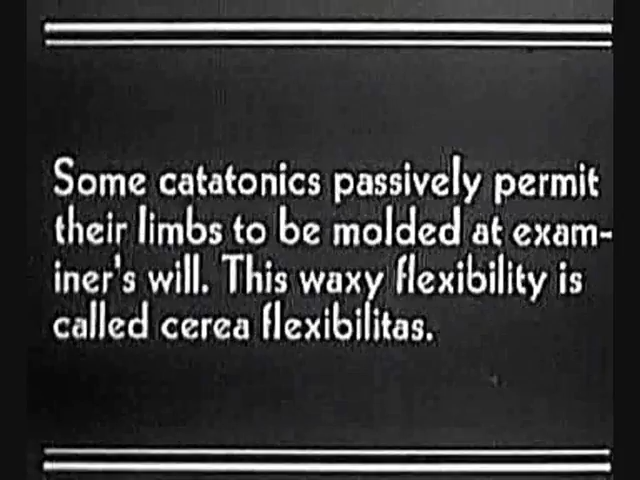 Some catatonics passively permit
their limbs to be molded at exam-
iner's will. This waxy flexibility is
called cerea flexibilitas.